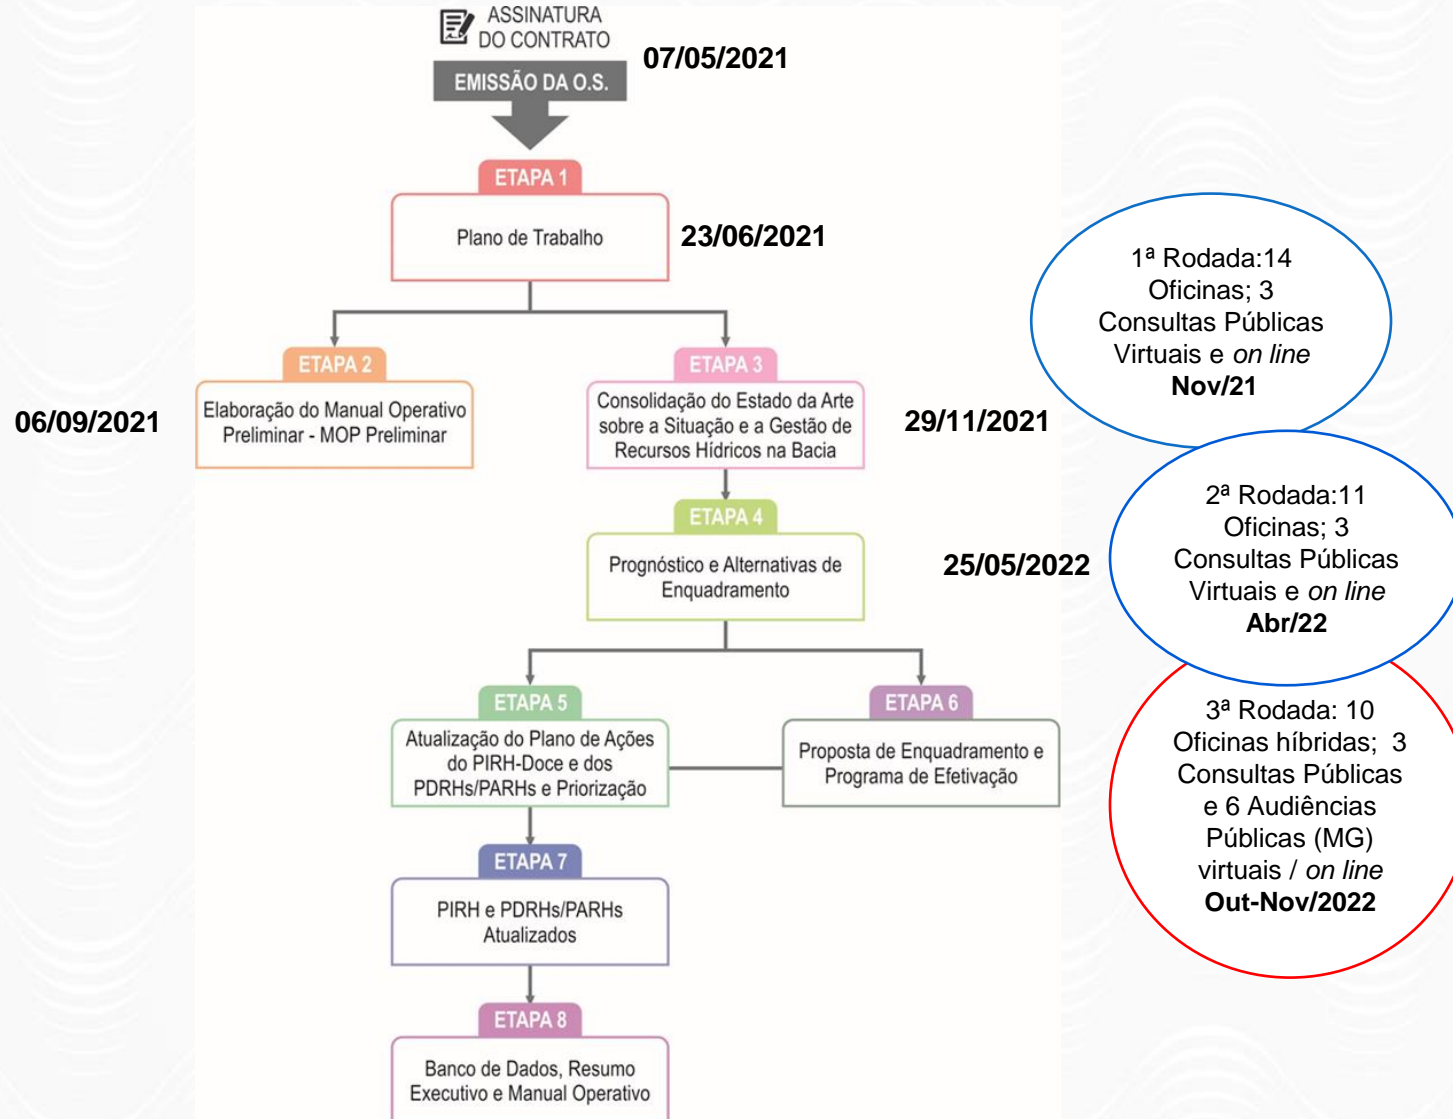 ASSINATURA
DO CONTRATO
07/05/2021
EMISSÃO DA O.S.
ETAPA 1
Plano de Trabalho
23/06/2021
ETAPA 2
Elaboração do Manual Operativo
Preliminar - MOP Preliminar
06/09/2021
ETAPA 3
Consolidação do Estado da Arte
sobre a Situação e a Gestão de
Recursos Hídricos na Bacia
29/11/2021
1ª Rodada:14
Oficinas; 3
Consultas Públicas
Virtuais e on line
Nov/21
ETAPA 4
Prognóstico e Alternativas de
Enquadramento
25/05/2022
2ª Rodada:11
Oficinas; 3
Consultas Públicas
Virtuais e on line
Abr/22
ETAPA 5
Atualização do Plano de Ações
do PIRH-Doce e dos
PDRHs/PARHs e Priorização
ETAPA 6
Proposta de Enquadramento e
Programa de Efetivação
3ª Rodada: 10
Oficinas híbridas; 3
Consultas Públicas
e 6 Audiências
Públicas (MG)
virtuais / on line
Out-Nov/2022
ETAPA 7
PIRH e PDRHs/PARHs
Atualizados
ETAPA 8
Banco de Dados, Resumo
Executivo e Manual Operativo